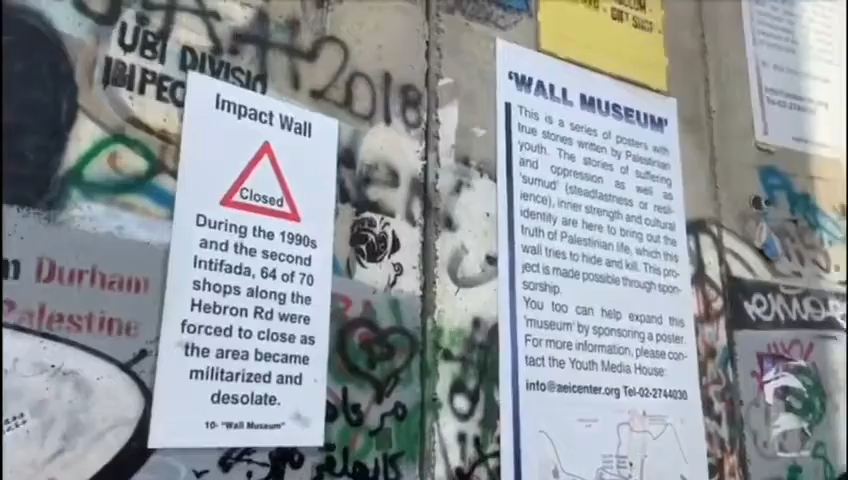 UBI DIVISIO
IBI PEC
#2018
GIFT SHOP
Impact Wall
Closed
During the 1990s
and the second
Intifada, 64 of 70
shops along the
Hebron Rd were
forced to close as
the area became
militarized and
desolate.
10- "Wall Museum"
'WALL MUSEUM'
This is a series of posters with
true stories written by Palestinian
youth. The stories of suffering
and oppression as well as
'sumud' (steadfastness or resil-
ience), inner strength and cultural
identity are here to bring out the
truth of Palestinian life, which this
wall tries to hide and kill. This pro-
ject is made possible through spon-
sorship.
You too can help expand this
'museum' by sponsoring a poster.
For more information, please con-
tact the Youth Media House:
info@aeicenter.org Tel-02-2744030
Durham
Palestine